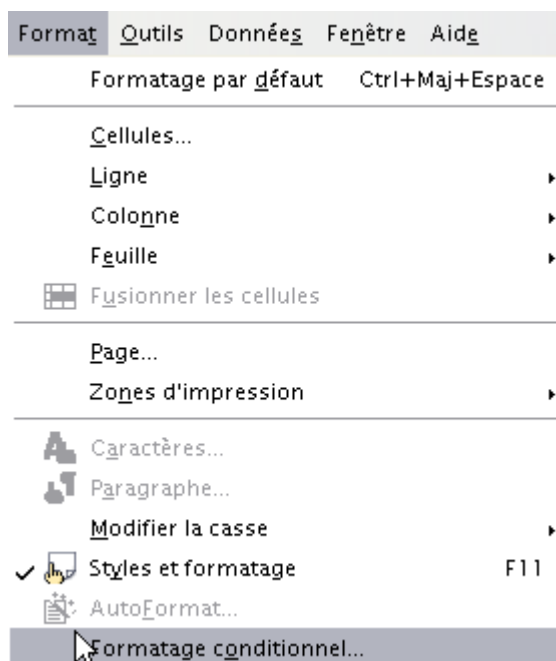 Format Outils Données Fenêtre Aide
Formatage par défaut Ctrl+Maj+Espace
Cellules...
Ligne
Colonne
Feuille
Fusionner les cellules
Page...
Zones d'impression
Caractères...
Paragraphe...
Modifier la casse
Styles et formatage F11
AutoFormat...
Formatage conditionnel...